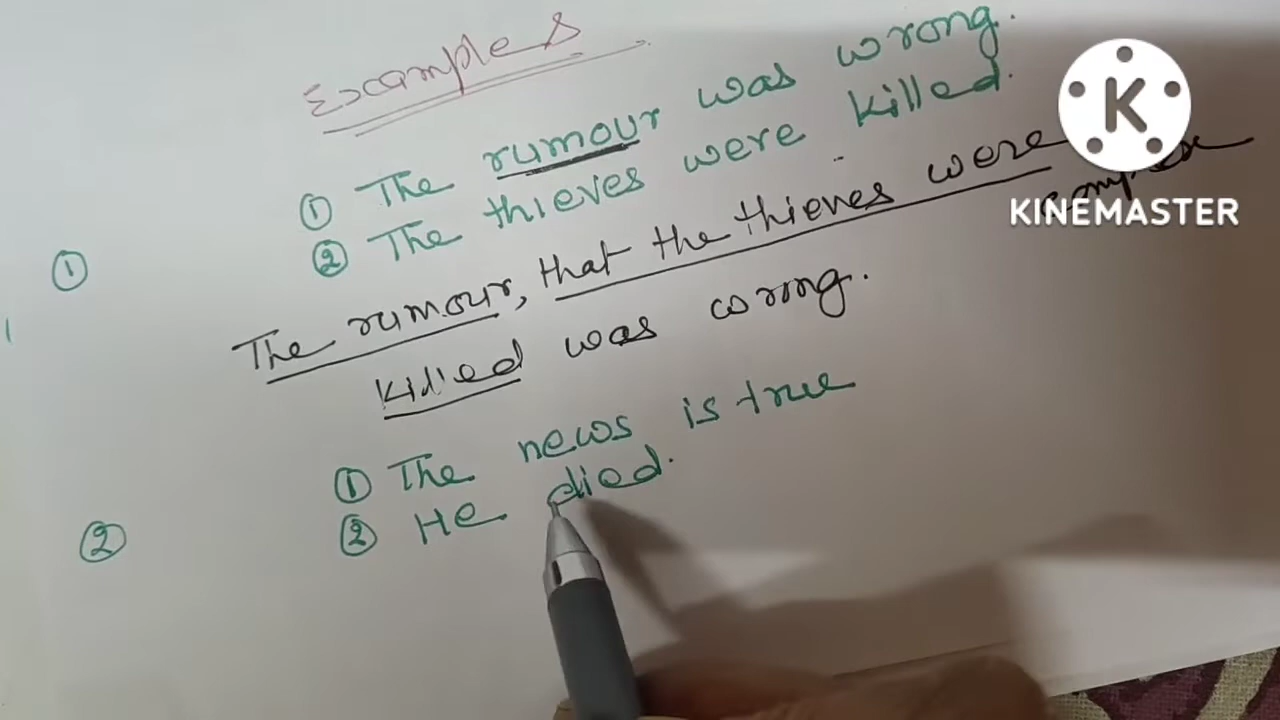 Examples
① The rumour was wrong.
② The thieves were killed.
①
The rumour, that the thieves were
killed was wrong.
① The news is true
② He died.
②
K
KINEMASTER